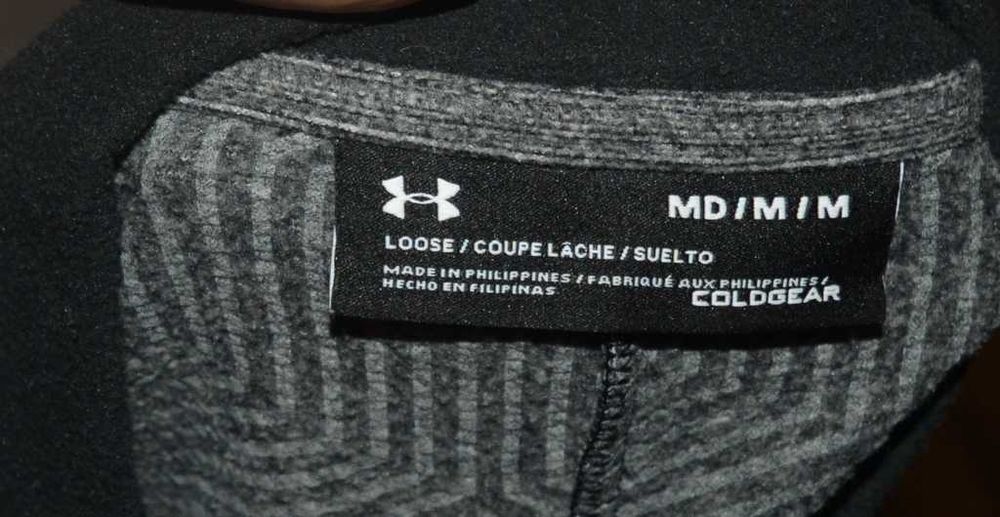 MD / M / M
LOOSE / COUPE LÂCHE / SUELTO
MADE IN PHILIPPINES / FABRIQUÉ AUX PHILIPPINES /
HECHO EN FILIPINAS
COLDGEAR